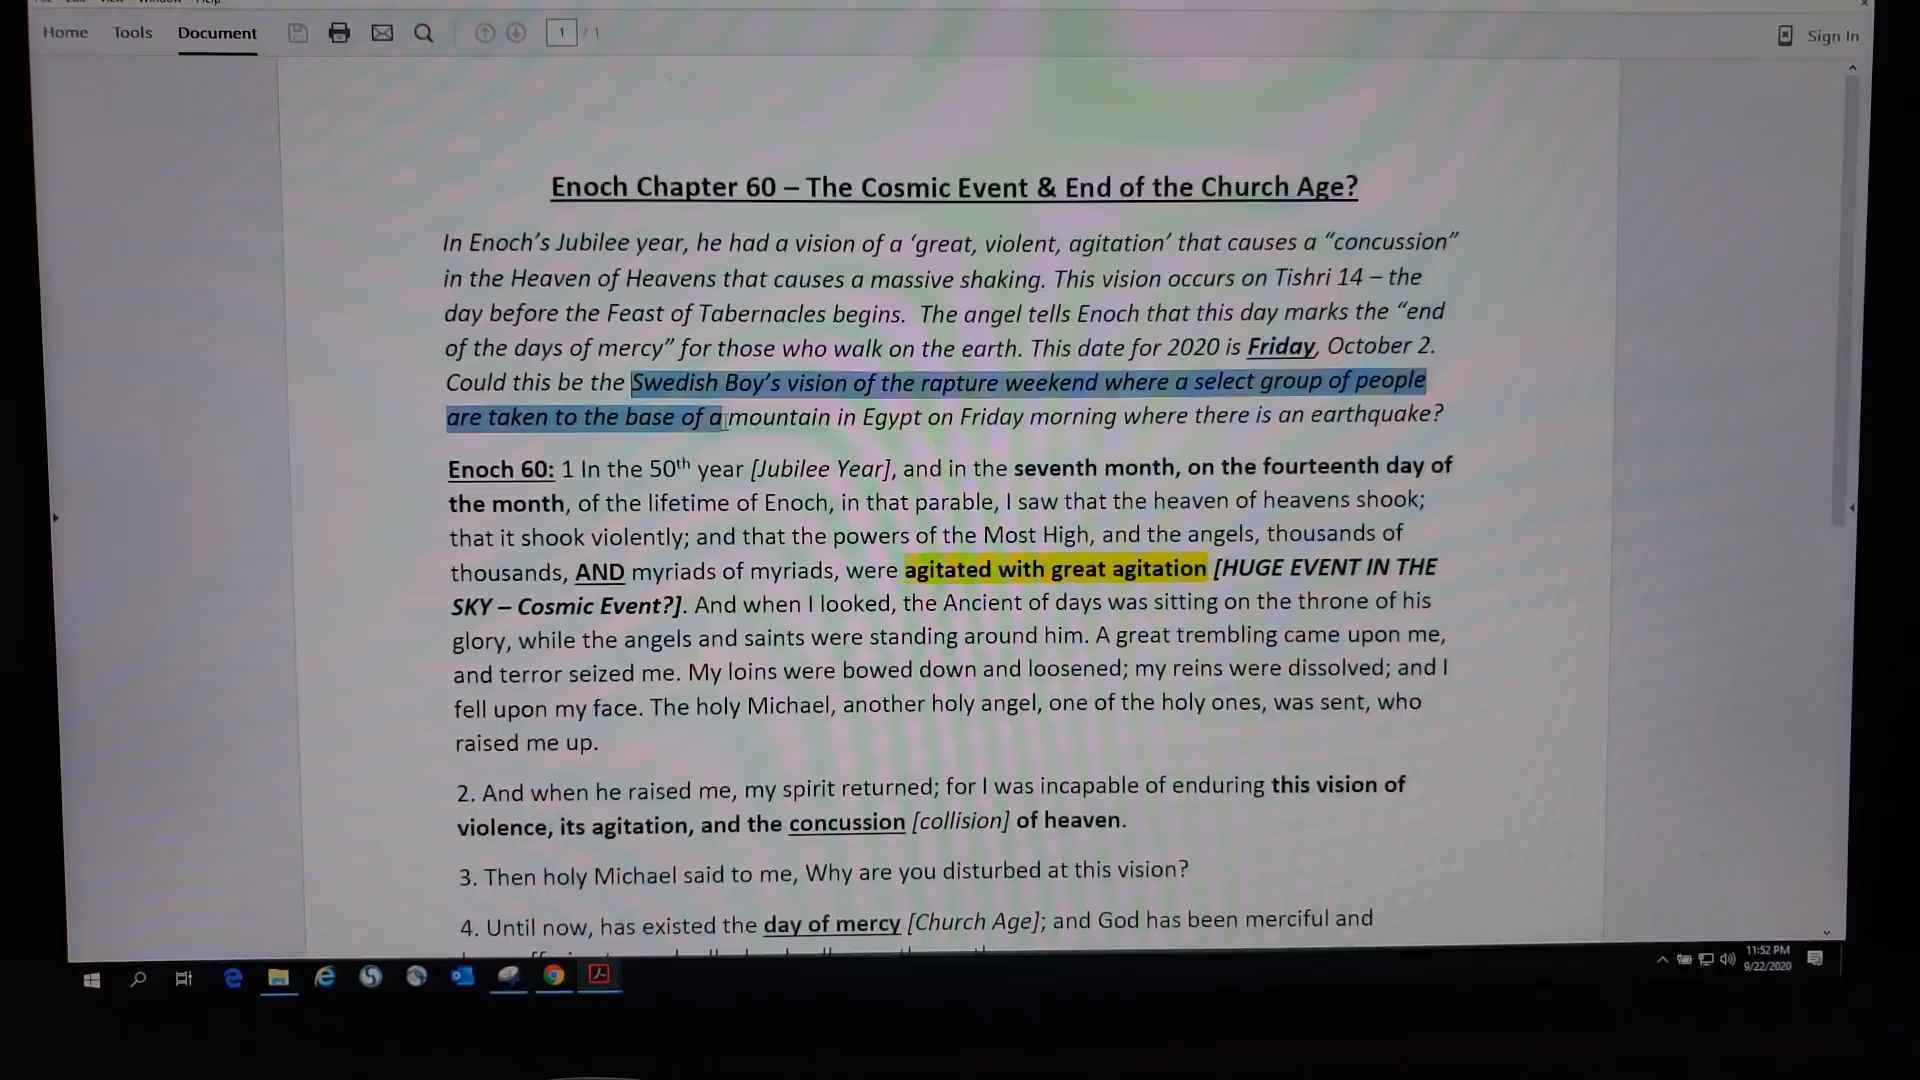 Home Tools Document 1 / 1 Sign In
Enoch Chapter 60 – The Cosmic Event & End of the Church Age?
In Enoch's Jubilee year, he had a vision of a ‘great, violent, agitation’ that causes a “concussion”
in the Heaven of Heavens that causes a massive shaking. This vision occurs on Tishri 14 – the
day before the Feast of Tabernacles begins. The angel tells Enoch that this day marks the “end
of the days of mercy” for those who walk on the earth. This date for 2020 is Friday, October 2.
Could this be the Swedish Boy's vision of the rapture weekend where a select group of people
are taken to the base of a mountain in Egypt on Friday morning where there is an earthquake?
Enoch 60: 1 In the 50th year [Jubilee Year], and in the seventh month, on the fourteenth day of
the month, of the lifetime of Enoch, in that parable, I saw that the heaven of heavens shook;
that it shook violently; and that the powers of the Most High, and the angels, thousands of
thousands, AND myriads of myriads, were agitated with great agitation [HUGE EVENT IN THE
SKY – Cosmic Event?]. And when I looked, the Ancient of days was sitting on the throne of his
glory, while the angels and saints were standing around him. A great trembling came upon me,
and terror seized me. My loins were bowed down and loosened; my reins were dissolved; and I
fell upon my face. The holy Michael, another holy angel, one of the holy ones, was sent, who
raised me up.
2. And when he raised me, my spirit returned; for I was incapable of enduring this vision of
violence, its agitation, and the concussion [collision] of heaven.
3. Then holy Michael said to me, Why are you disturbed at this vision?
4. Until now, has existed the day of mercy [Church Age]; and God has been merciful and
11:52 PM
9/22/2020